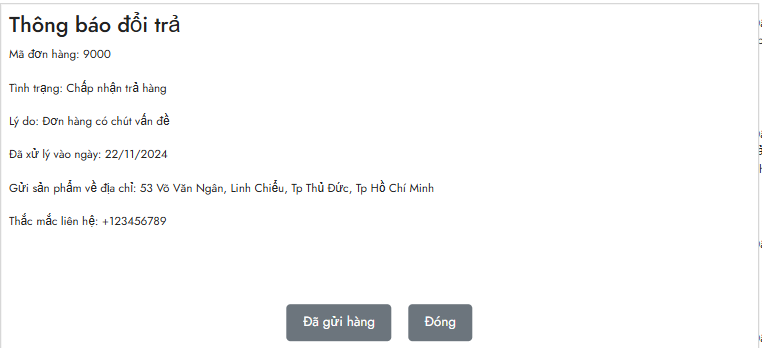 Thông báo đổi trả
Mã đơn hàng: 9000
Tình trạng: Chấp nhận trả hàng
Lý do: Đơn hàng có chút vấn đề
Đã xử lý vào ngày: 22/11/2024
Gửi sản phẩm về địa chỉ: 53 Võ Văn Ngân, Linh Chiểu, Tp Thủ Đức, Tp Hồ Chí Minh
Thắc mắc liên hệ: +123456789
Đã gửi hàng
Đóng